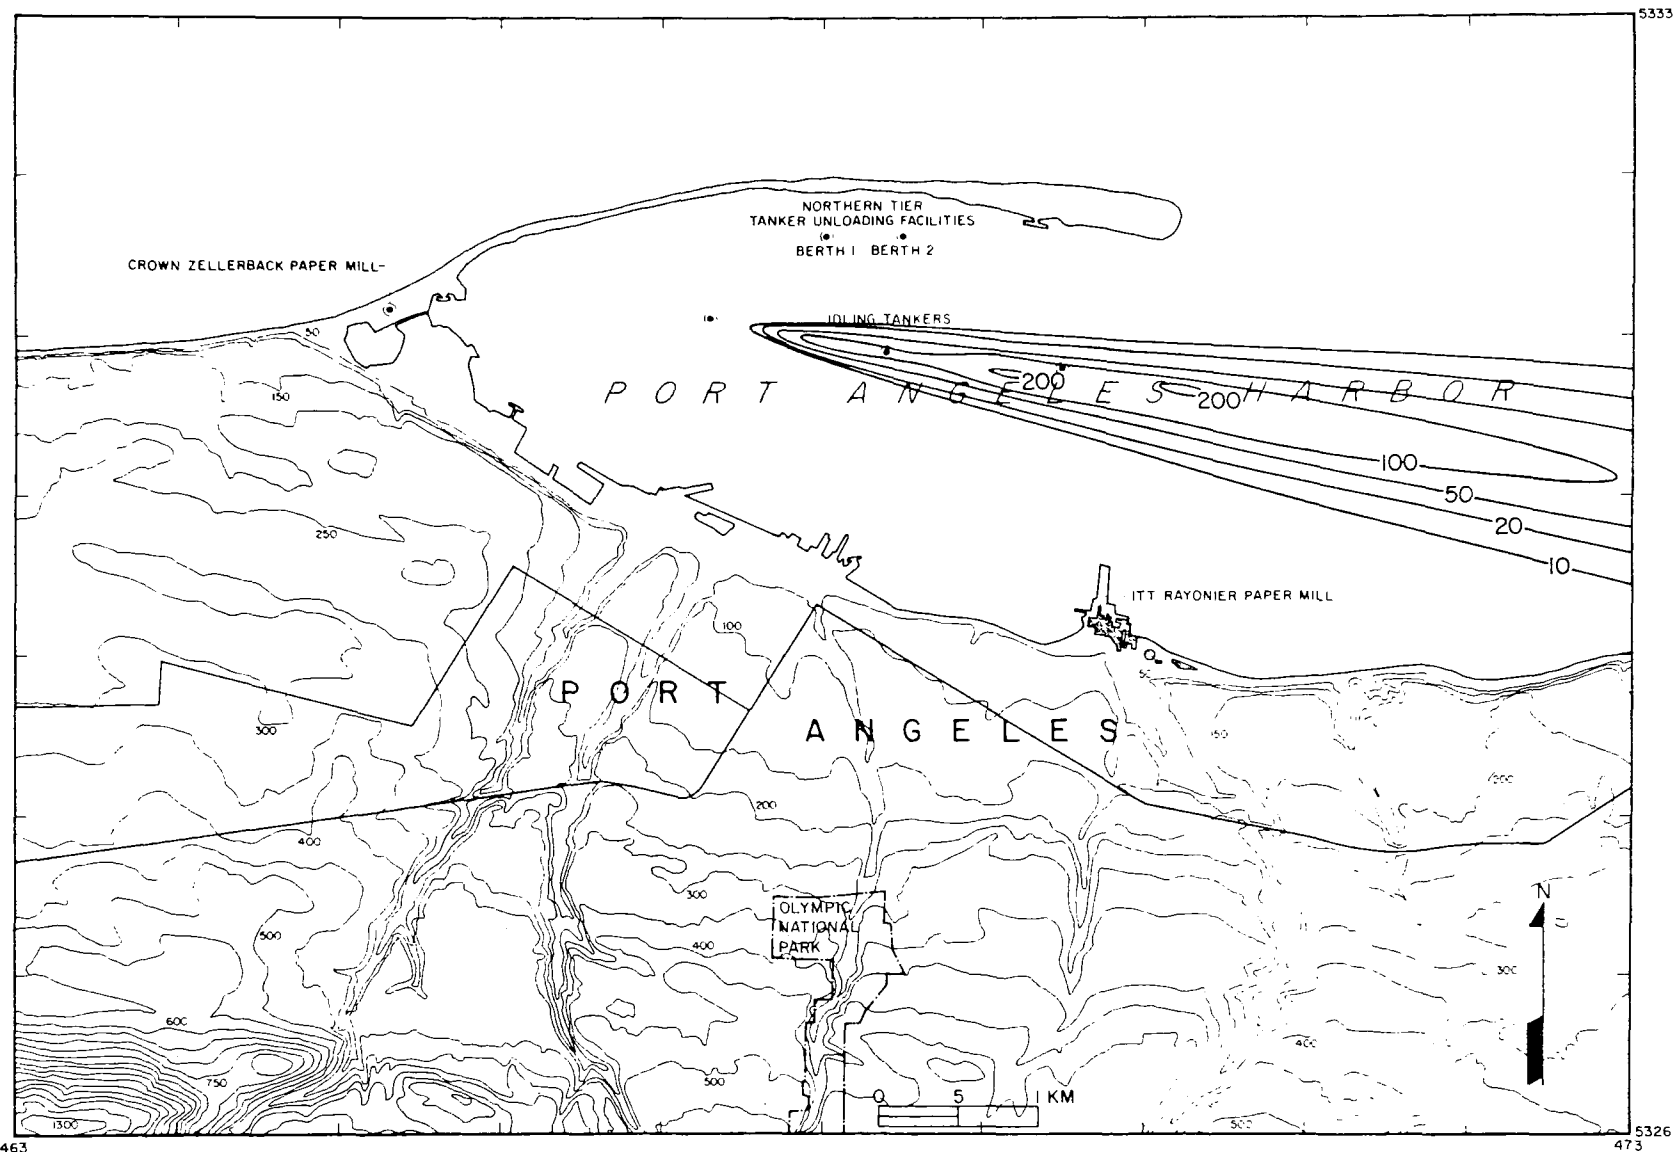 5333
NORTHERN TIER
TANKER UNLOADING FACILITIES
BERTH 1 BERTH 2
CROWN ZELLERBACK PAPER MILL
IDLING TANKERS
50
150
200
200
PORT ANGELES HARBOR
100
50
20
10
250
ITT RAYONIER PAPER MILL
100
PORT
ANGELES
300
150
200
200
400
300
OLYMPIC
NATIONAL
PARK
N
500
400
300
600
400
750
500
0 5 1 KM
1300
500
5326
463
473